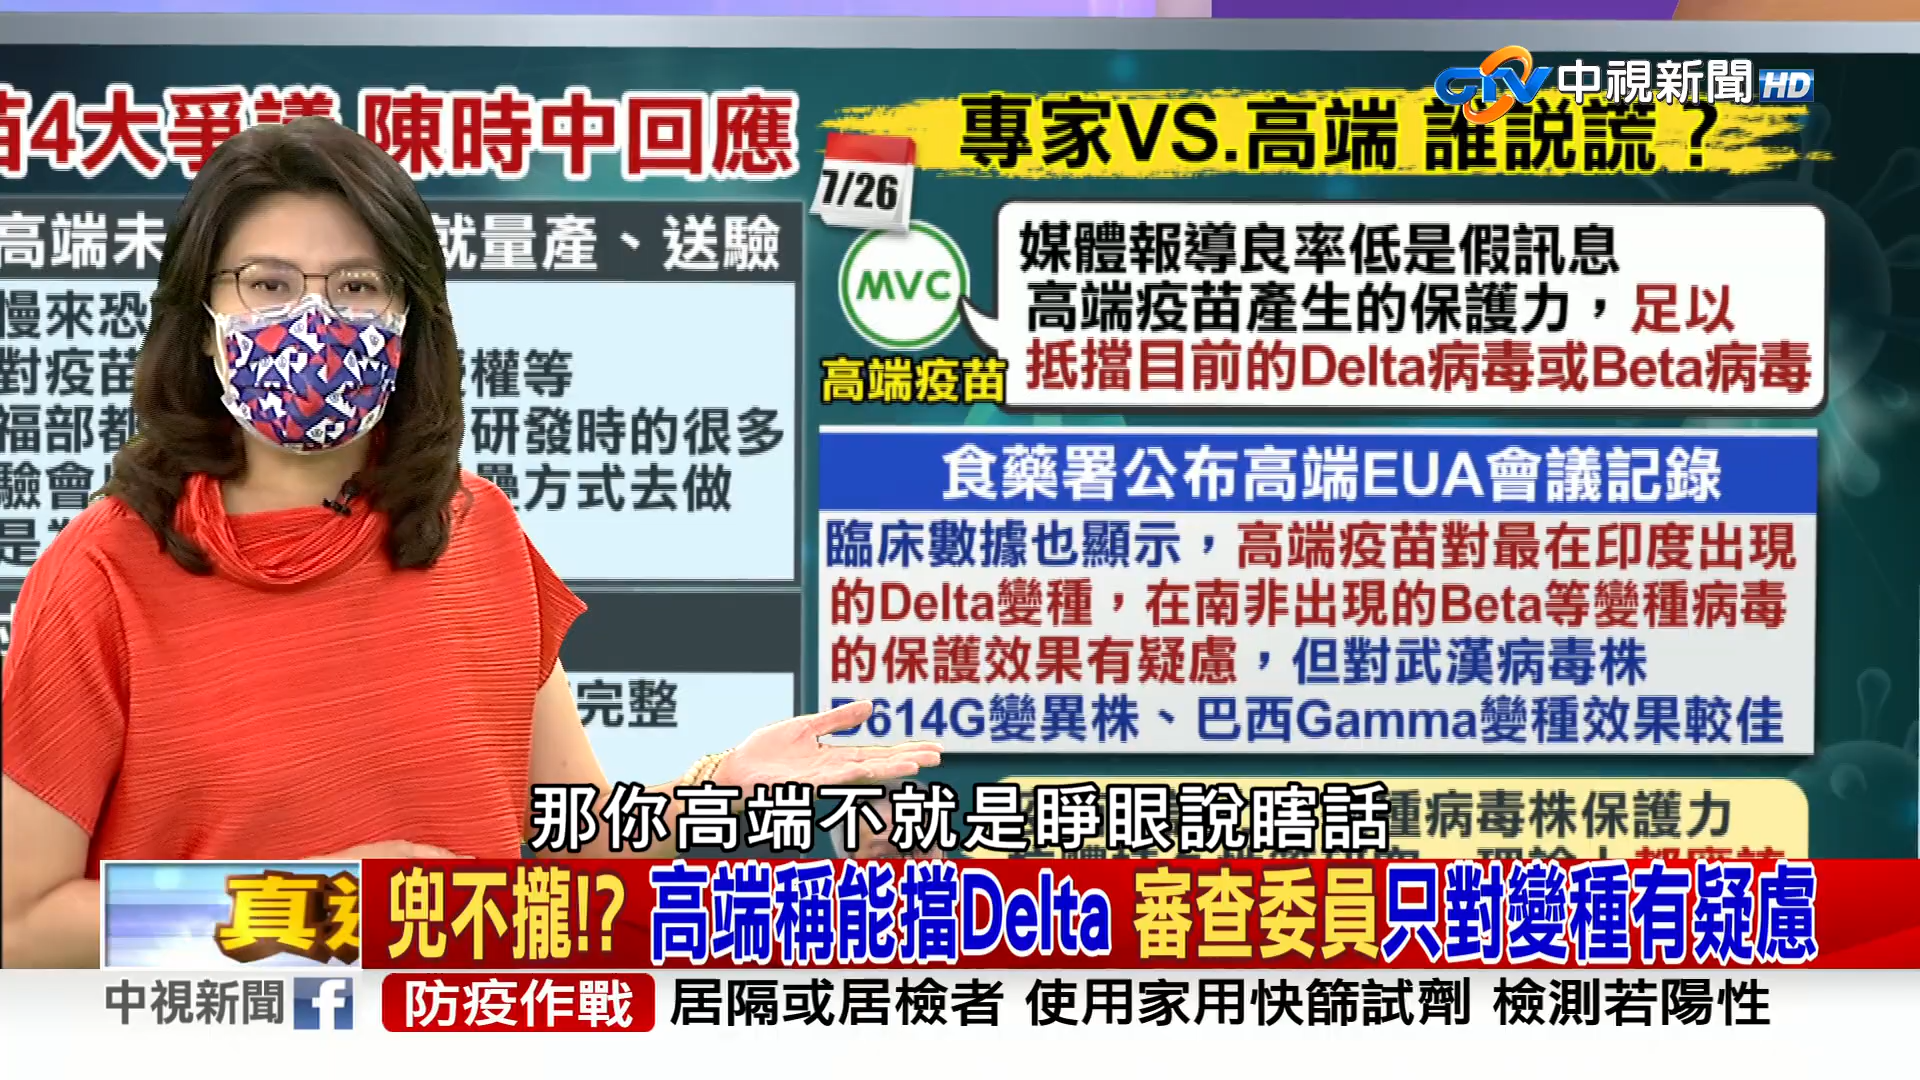 中視新聞HD
苗4大爭議 陳時中回應
高端未
就量產、送驗
慢來恐
對疫苗
權等
福部都
研發時的很多
驗會
疊方式去做
是
完整
專家VS.高端 誰說謊？
7/26
MVC
高端疫苗
媒體報導良率低是假訊息
高端疫苗產生的保護力，足以
抵擋目前的Delta病毒或Beta病毒
食藥署公布高端EUA會議記錄
臨床數據也顯示，高端疫苗對最在印度出現
的Delta變種，在南非出現的Beta等變種病毒
的保護效果有疑慮，但對武漢病毒株
D614G變異株、巴西Gamma變種效果較佳
種病毒株保護力
那你高端不就是睜眼說瞎話
真
兜不攏!? 高端稱能擋Delta 審查委員只對變種有疑慮
中視新聞 f
防疫作戰 居隔或居檢者 使用家用快篩試劑 檢測若陽性